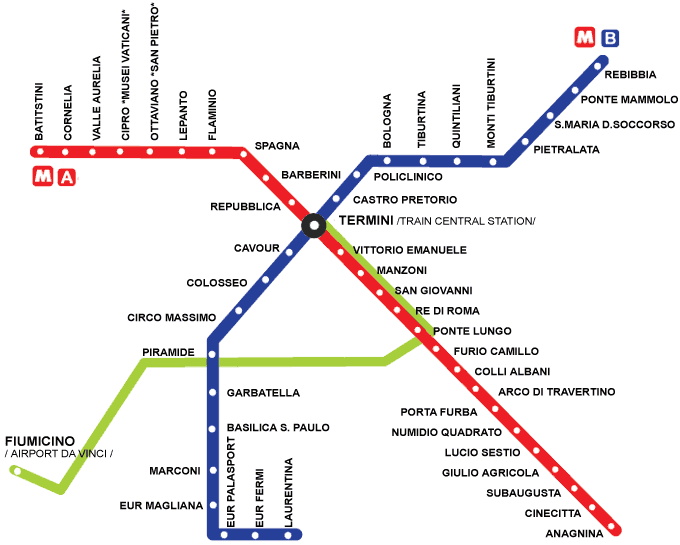 BATITSTINI
CORNELIA
VALLE AURELIA
CIPRO *MUSEI VATICANI*
OTTAVIANO *SAN PIETRO*
LEPANTO
FLAMINIO
SPAGNA
BARBERINI
REPUBBLICA
M A
M B
REBIBBIA
PONTE MAMMOLO
S.MARIA D.SOCCORSO
PIETRALATA
MONTI TIBURTINI
QUINTILIANI
TIBURTINA
BOLOGNA
POLICLINICO
CASTRO PRETORIO
TERMINI /TRAIN CENTRAL STATION/
CAVOUR
COLOSSEO
CIRCO MASSIMO
PIRAMIDE
GARBATELLA
BASILICA S. PAULO
MARCONI
EUR MAGLIANA
EUR PALASPORT
EUR FERMI
LAURENTINA
VITTORIO EMANUELE
MANZONI
SAN GIOVANNI
RE DI ROMA
PONTE LUNGO
FURIO CAMILLO
COLLI ALBANI
ARCO DI TRAVERTINO
PORTA FURBA
NUMIDIO QUADRATO
LUCIO SESTIO
GIULIO AGRICOLA
SUBAUGUSTA
CINECITTA
ANAGNINA
FIUMICINO
/ AIRPORT DA VINCI /